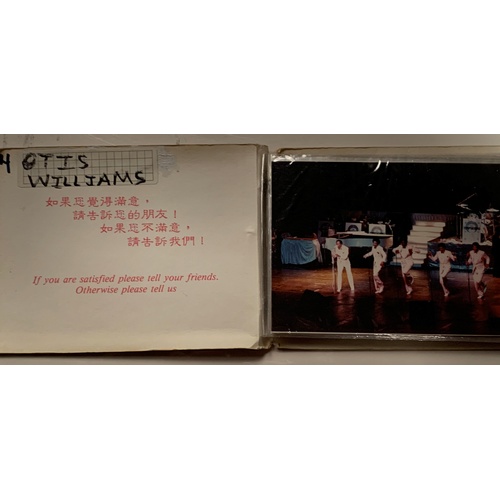 4 OTIS
WILLIAMS
如果您覺得滿意，
請告訴您的朋友！
如果您不滿意，
請告訴我們！
If you are satisfied please tell your friends.
Otherwise please tell us